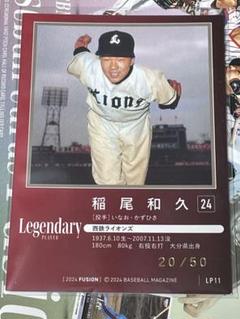 L
tions
稲尾和久 24
Legendary
PLAYER
[投手] いなお・かずひさ
西鉄ライオンズ
1937.6.10生~2007.11.13没
180cm 80kg 右投右打 大分県出身
20/50
[2024 FUSION] ©2024 BASEBALL MAGAZINE
LP11